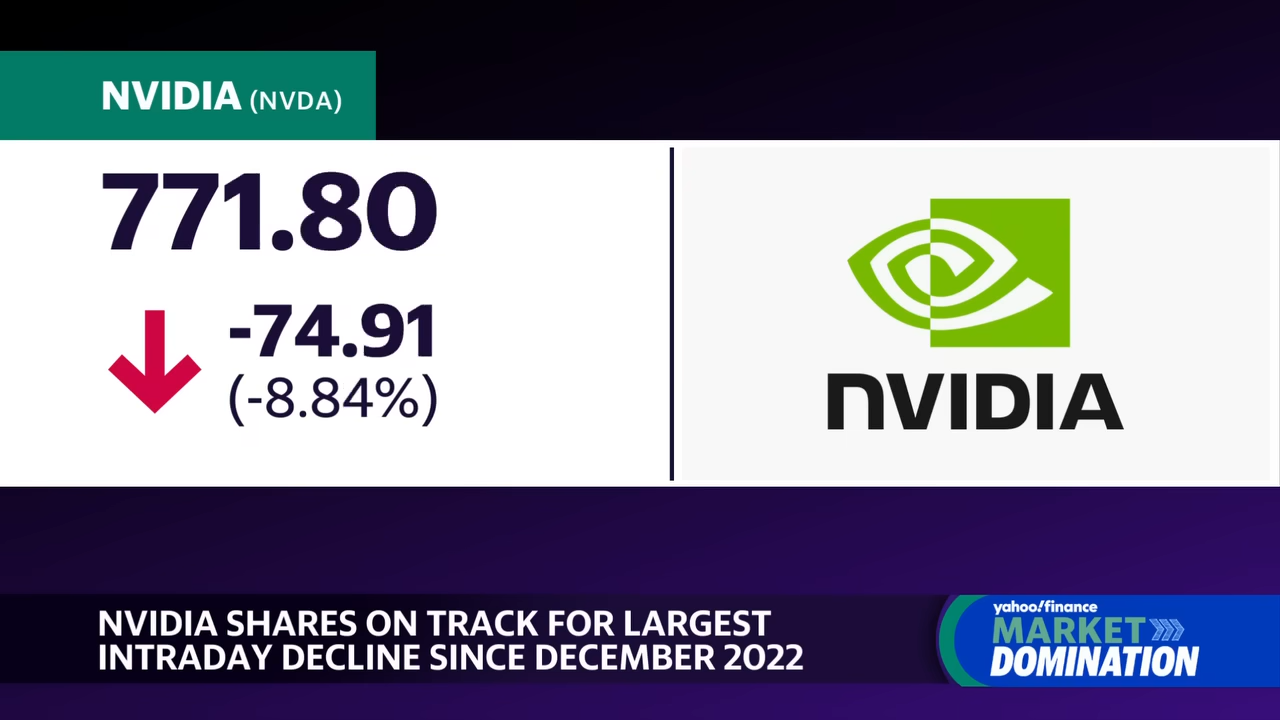 NVIDIA (NVDA)
771.80
-74.91
(-8.84%)
NVIDIA
NVIDIA SHARES ON TRACK FOR LARGEST
INTRADAY DECLINE SINCE DECEMBER 2022
yahoo!finance
MARKET
DOMINATION